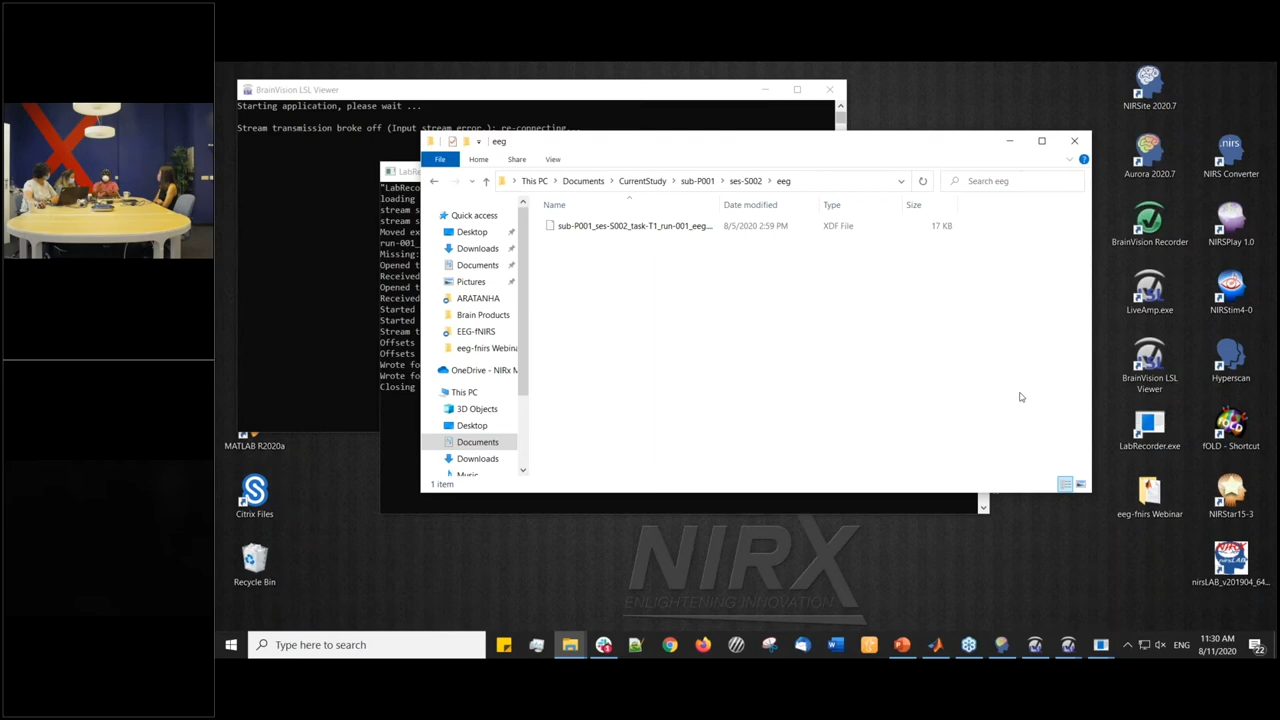 BrainVision LSL Viewer
Starting application, please wait ...
Stream transmission broke off (Input stream error.): re-connecting...
eeg
File Home Share View
This PC > Documents > CurrentStudy > sub-P001 > ses-S002 > eeg
Search eeg
Name Date modified Type Size
sub-P001_ses-S002_task-T1_run-001_eeg... 8/5/2020 2:59 PM XDF File 17 KB
Quick access
Desktop
Downloads
Documents
Pictures
ARATANHA
Brain Products
EEG-fNIRS
eeg-fnirs Webina
OneDrive - NIRx M
This PC
3D Objects
Desktop
Documents
Downloads
Music
1 item
LabReco
"LabReco
loading
stream s
stream s
Moved ex
run-001_
Missing:
Opened t
Received
Opened t
Received
Started
Started
Stream t
Offsets
Offsets
Wrote fo
Wrote fo
Closing
MATLAB R2020a
Citrix Files
Recycle Bin
NIRSite 2020.7
Aurora 2020.7
NIRS Converter
BrainVision Recorder
NIRSPlay 1.0
LiveAmp.exe
NIRStim4-0
BrainVision LSL Viewer
Hyperscan
LabRecorder.exe
fOLD - Shortcut
eeg-fnirs Webinar
NIRStar15-3
nirsLAB_v201904_64...
NIRX
ENLIGHTENING INNOVATION
Type here to search
ENG
11:30 AM
8/11/2020
22